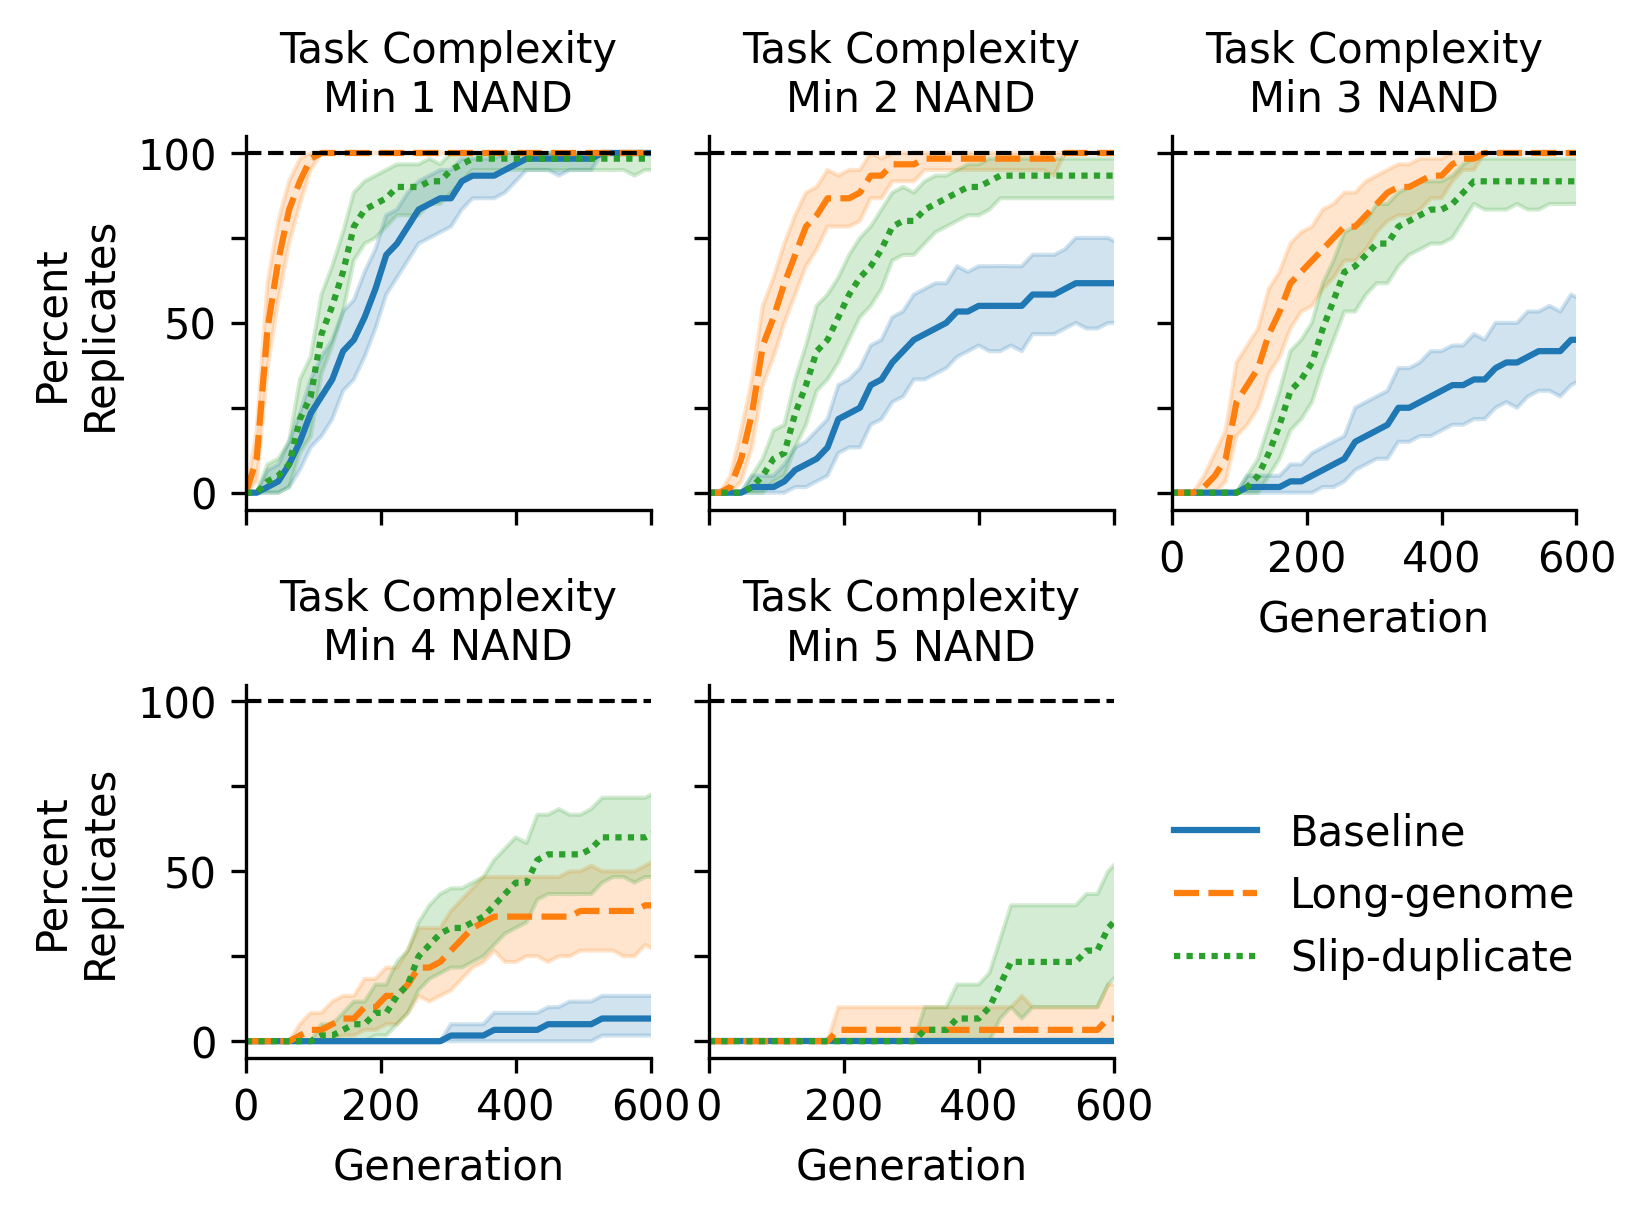 Task Complexity
Min 1 NAND
Task Complexity
Min 2 NAND
Task Complexity
Min 3 NAND
Percent
Replicates
100
50
0
0 200 400 600
Generation
Task Complexity
Min 4 NAND
Task Complexity
Min 5 NAND
Percent
Replicates
100
50
0
0 200 400 600
Generation
0 200 400 600
Generation
Baseline
Long-genome
Slip-duplicate